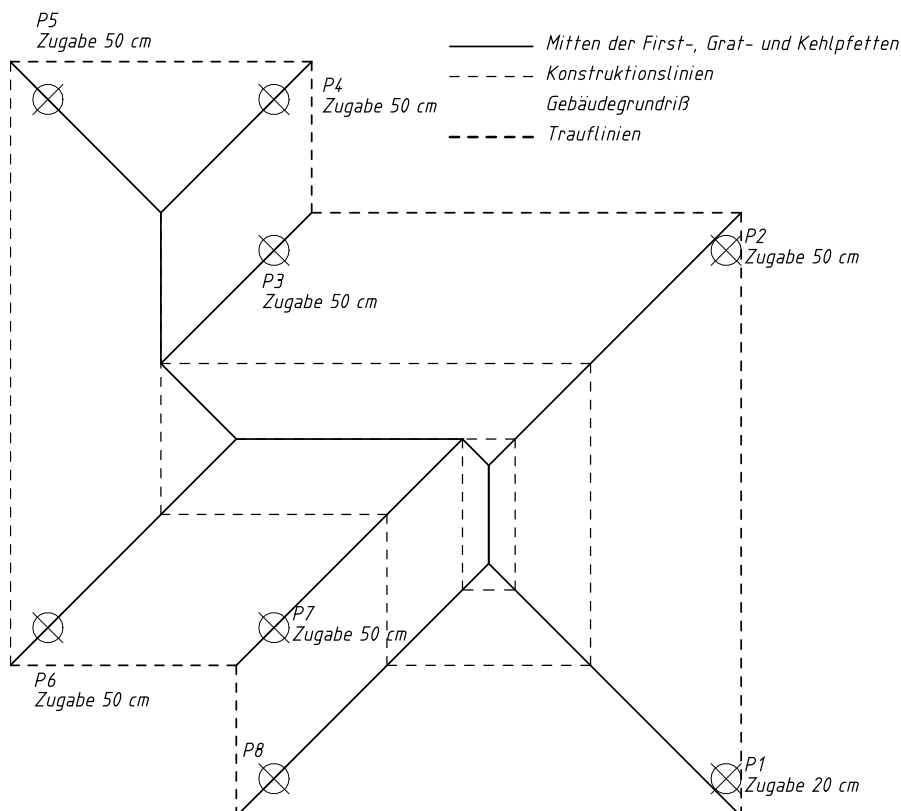 P5
Zugabe 50 cm
Mitten der First-, Grat- und Kehlpfetten
Konstruktionslinien
Gebäudegrundriß
Trauflinien
P4
Zugabe 50 cm
P2
Zugabe 50 cm
P3
Zugabe 50 cm
P7
Zugabe 50 cm
P6
Zugabe 50 cm
P8
P1
Zugabe 20 cm